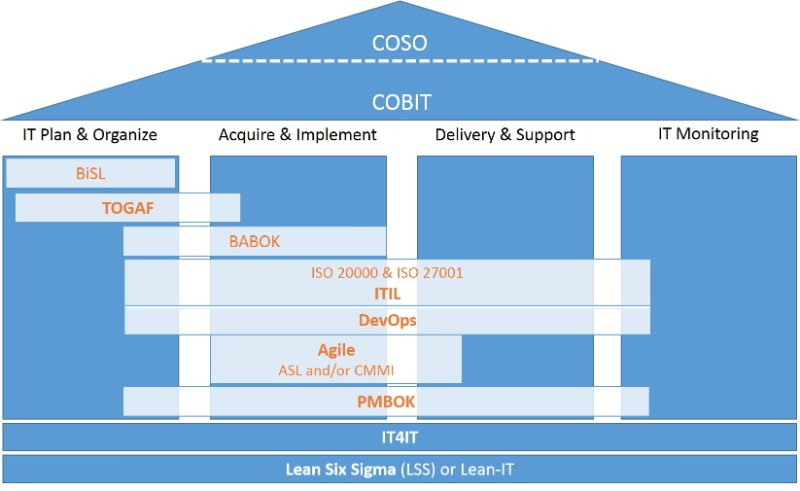 COSO
COBIT
IT Plan & Organize
Acquire & Implement
Delivery & Support
IT Monitoring
BiSL
TOGAF
BABOK
ISO 20000 & ISO 27001
ITIL
DevOps
Agile
ASL and/or CMMI
PMBOK
IT4IT
Lean Six Sigma (LSS) or Lean-IT